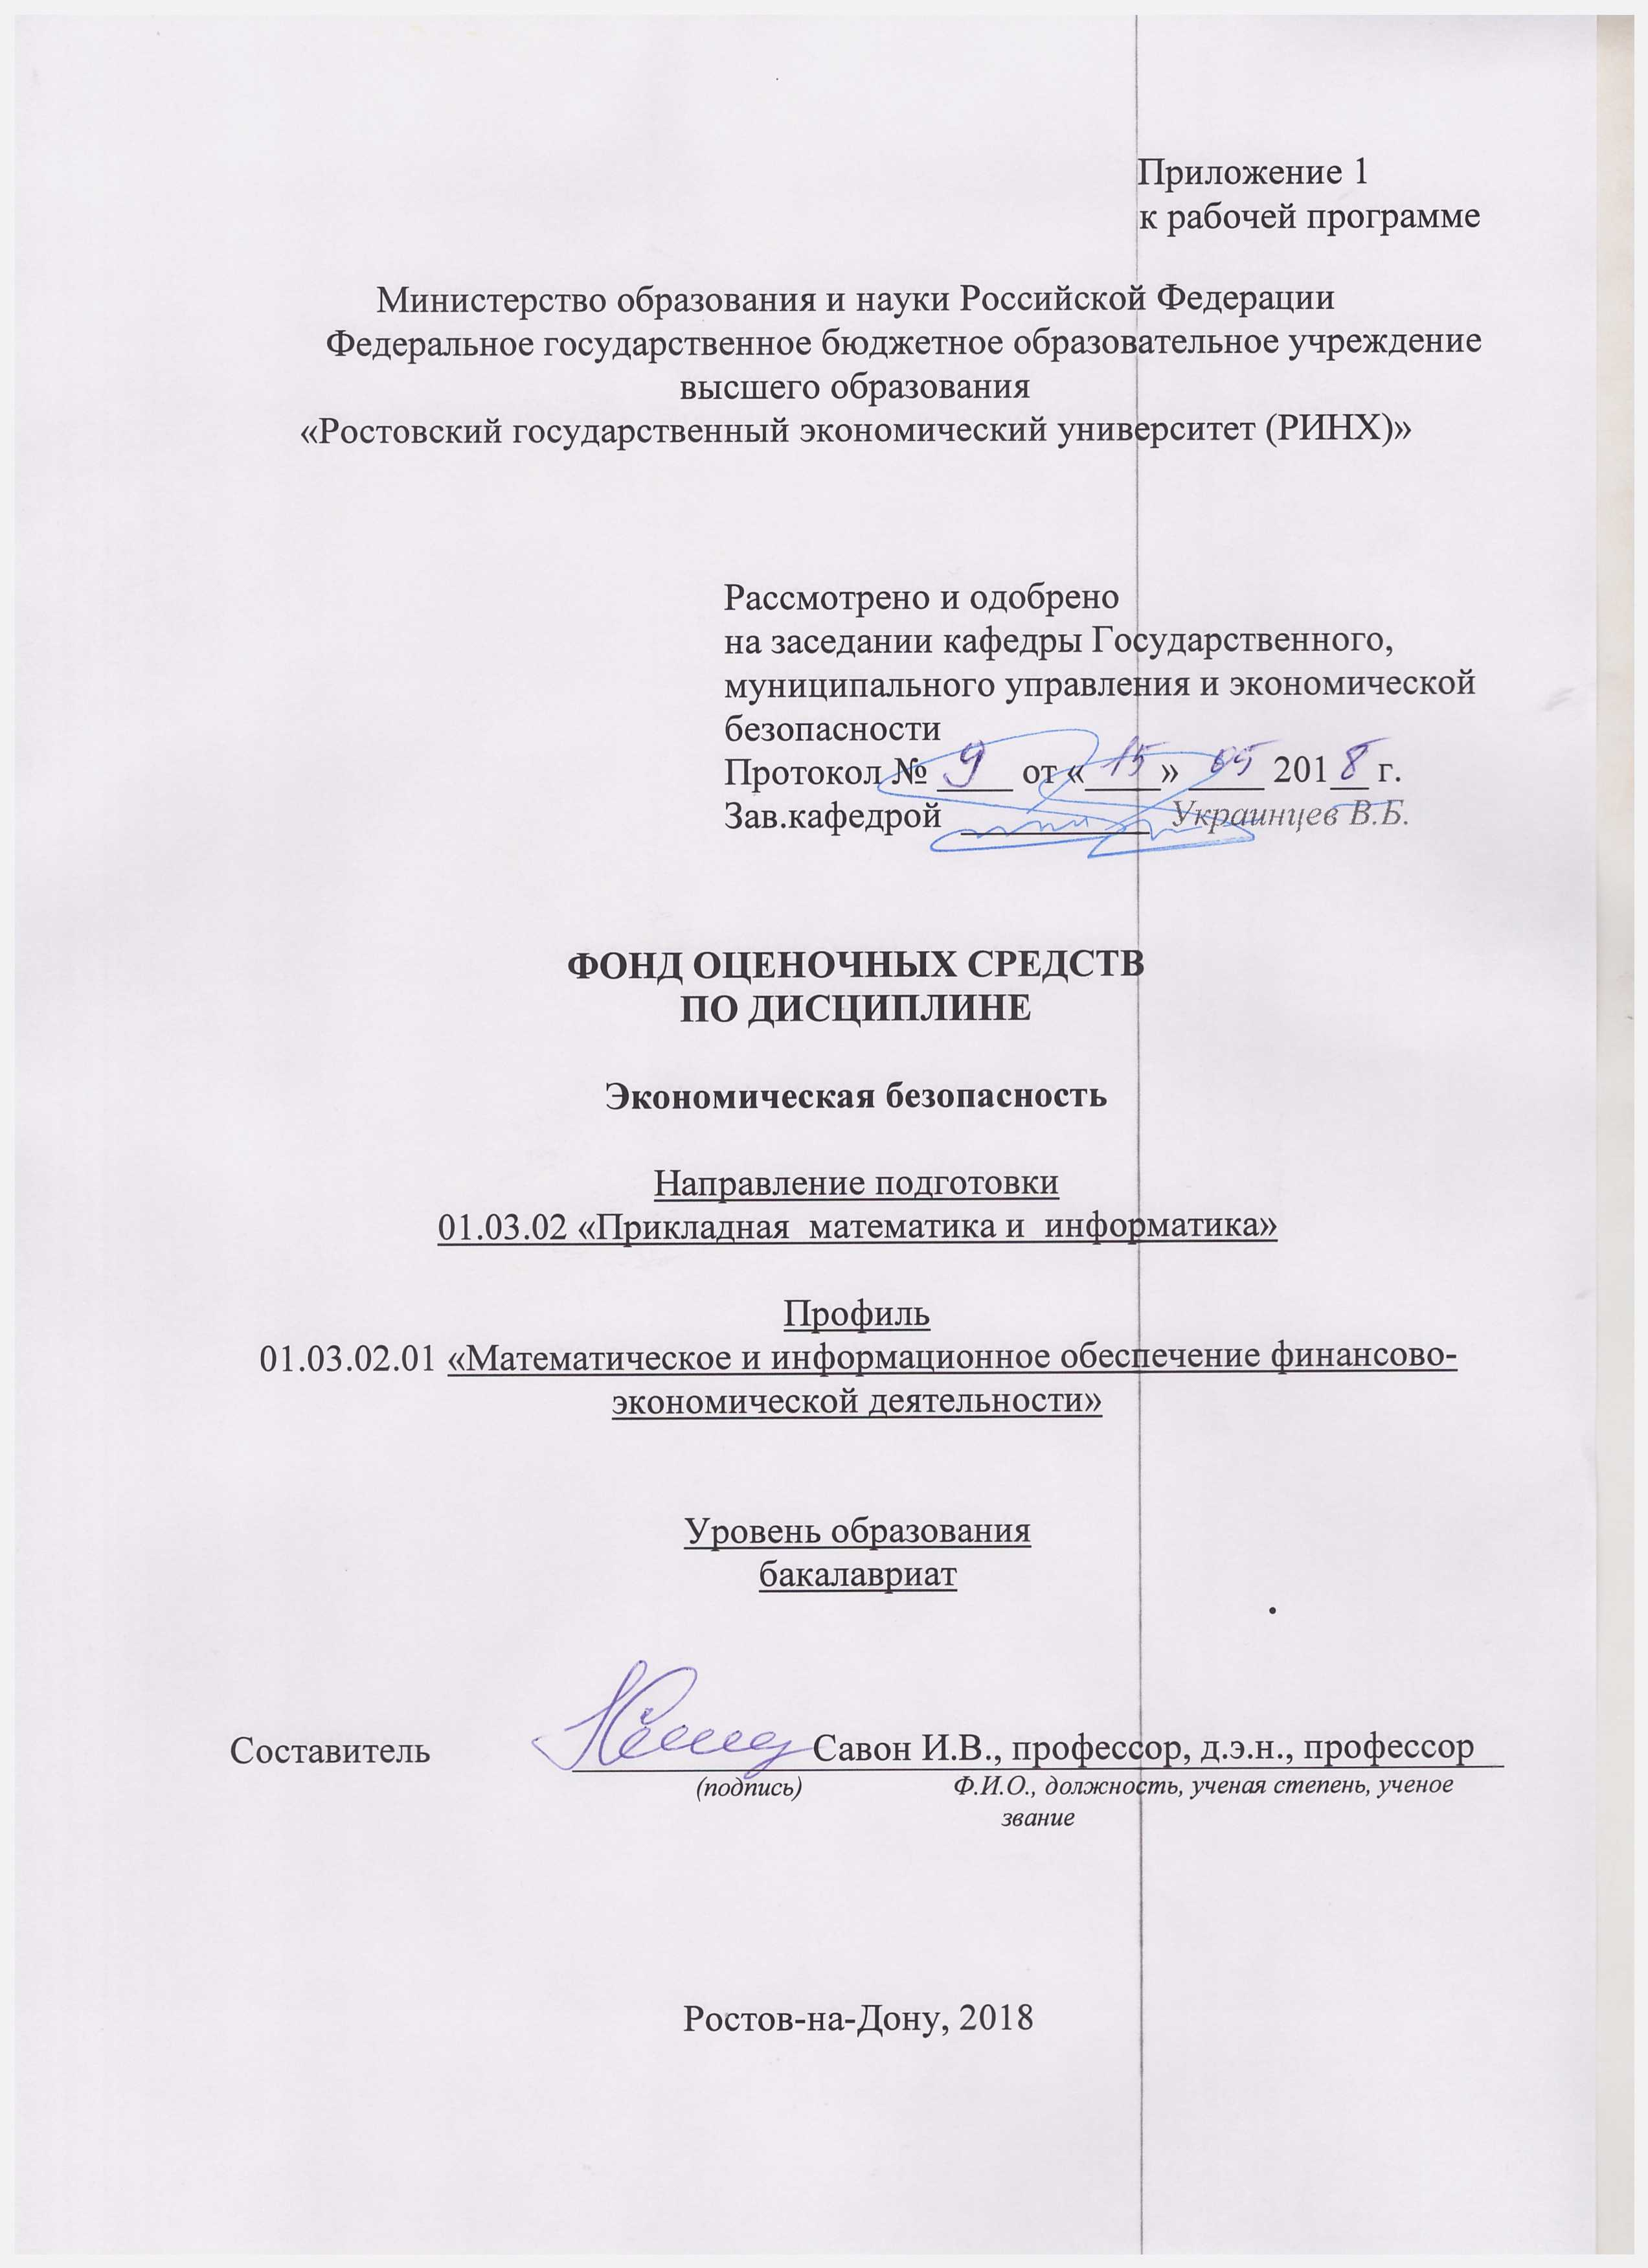 Приложение 1
к рабочей программе
Министерство образования и науки Российской Федерации
Федеральное государственное бюджетное образовательное учреждение
высшего образования
«Ростовский государственный экономический университет (РИНХ)»
Рассмотрено и одобрено
на заседании кафедры Государственного,
муниципального управления и экономической
безопасности
Протокол № 9 от «15» 05 2018 г.
Зав.кафедрой Украинцев В.Б.
ФОНД ОЦЕНОЧНЫХ СРЕДСТВ
ПО ДИСЦИПЛИНЕ
Экономическая безопасность
Направление подготовки
01.03.02 «Прикладная математика и информатика»
Профиль
01.03.02.01 «Математическое и информационное обеспечение финансово-
экономической деятельности»
Уровень образования
бакалавриат
Составитель Савон И.В., профессор, д.э.н., профессор
(подпись) Ф.И.О., должность, ученая степень, ученое
звание
Ростов-на-Дону, 2018